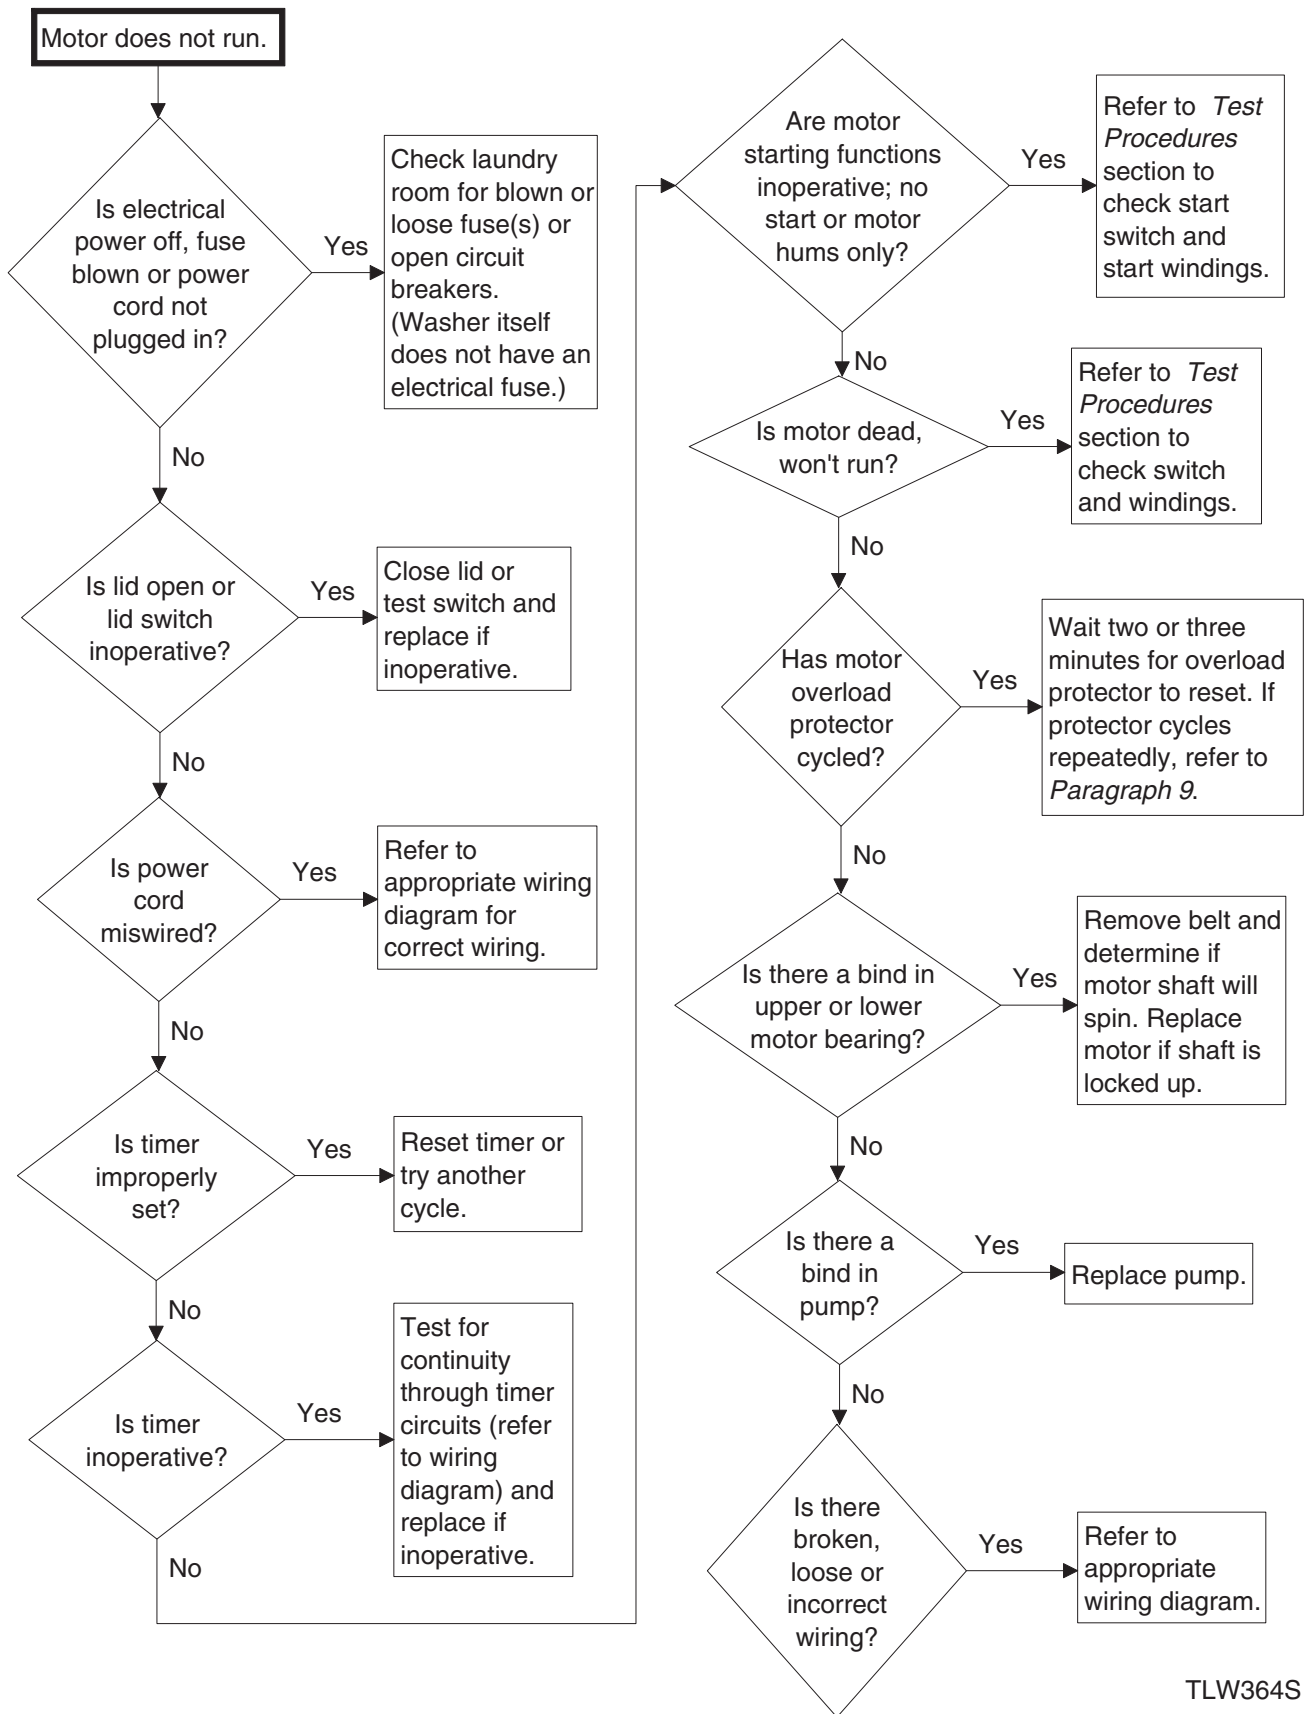 Motor does not run.
Is electrical
power off, fuse
blown or power
cord not
plugged in?
Yes
Check laundry
room for blown or
loose fuse(s) or
open circuit
breakers.
(Washer itself
does not have an
electrical fuse.)
No
Is lid open or
lid switch
inoperative?
Yes
Close lid or
test switch and
replace if
inoperative.
No
Is power
cord
miswired?
Yes
Refer to
appropriate wiring
diagram for
correct wiring.
No
Is timer
improperly
set?
Yes
Reset timer or
try another
cycle.
No
Is timer
inoperative?
Yes
Test for
continuity
through timer
circuits (refer
to wiring
diagram) and
replace if
inoperative.
No
Are motor
starting functions
inoperative; no
start or motor
hums only?
Yes
Refer to Test
Procedures
section to
check start
switch and
start windings.
No
Is motor dead,
won't run?
Yes
Refer to Test
Procedures
section to
check switch
and windings.
No
Has motor
overload
protector
cycled?
Yes
Wait two or three
minutes for overload
protector to reset. If
protector cycles
repeatedly, refer to
Paragraph 9.
No
Is there a bind in
upper or lower
motor bearing?
Yes
Remove belt and
determine if
motor shaft will
spin. Replace
motor if shaft is
locked up.
No
Is there a
bind in
pump?
Yes
Replace pump.
No
Is there
broken,
loose or
incorrect
wiring?
Yes
Refer to
appropriate
wiring diagram.
TLW364S